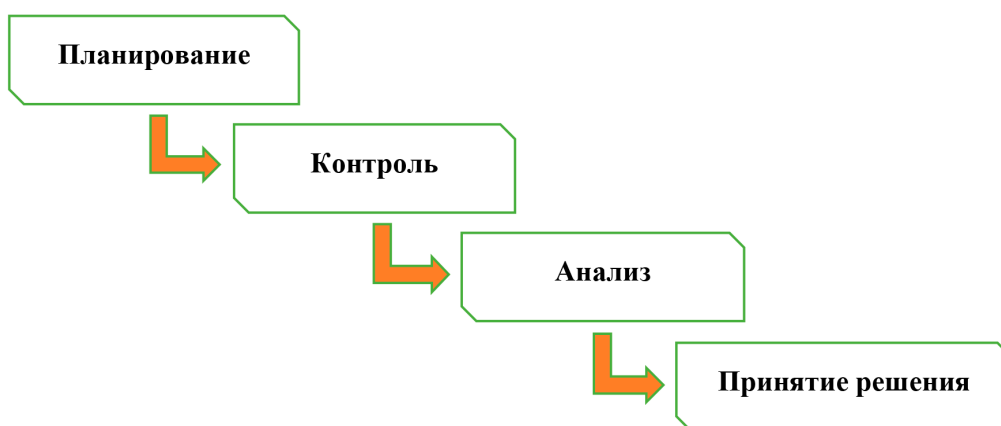 Планирование
Контроль
Анализ
Принятие решения